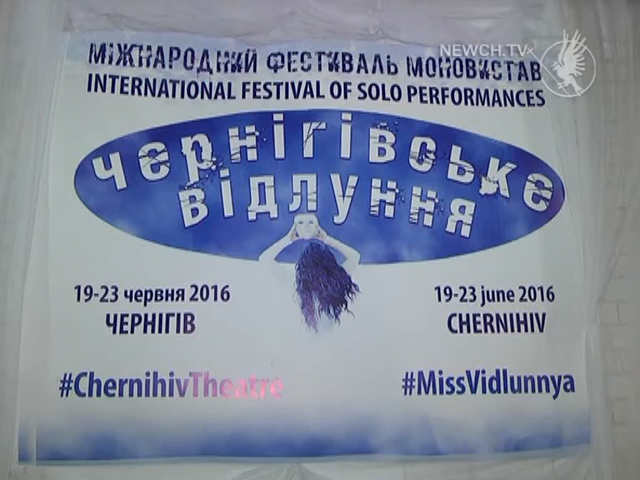 NEWCH.TV
МІЖНАРОДНИЙ ФЕСТИВАЛЬ МОНОВИСТАВ
INTERNATIONAL FESTIVAL OF SOLO PERFORMANCES
чернігівське
відлуння
19-23 червня 2016
ЧЕРНІГІВ
19-23 june 2016
CHERNIHIV
#ChernihivTheatre
#MissVidlunnya